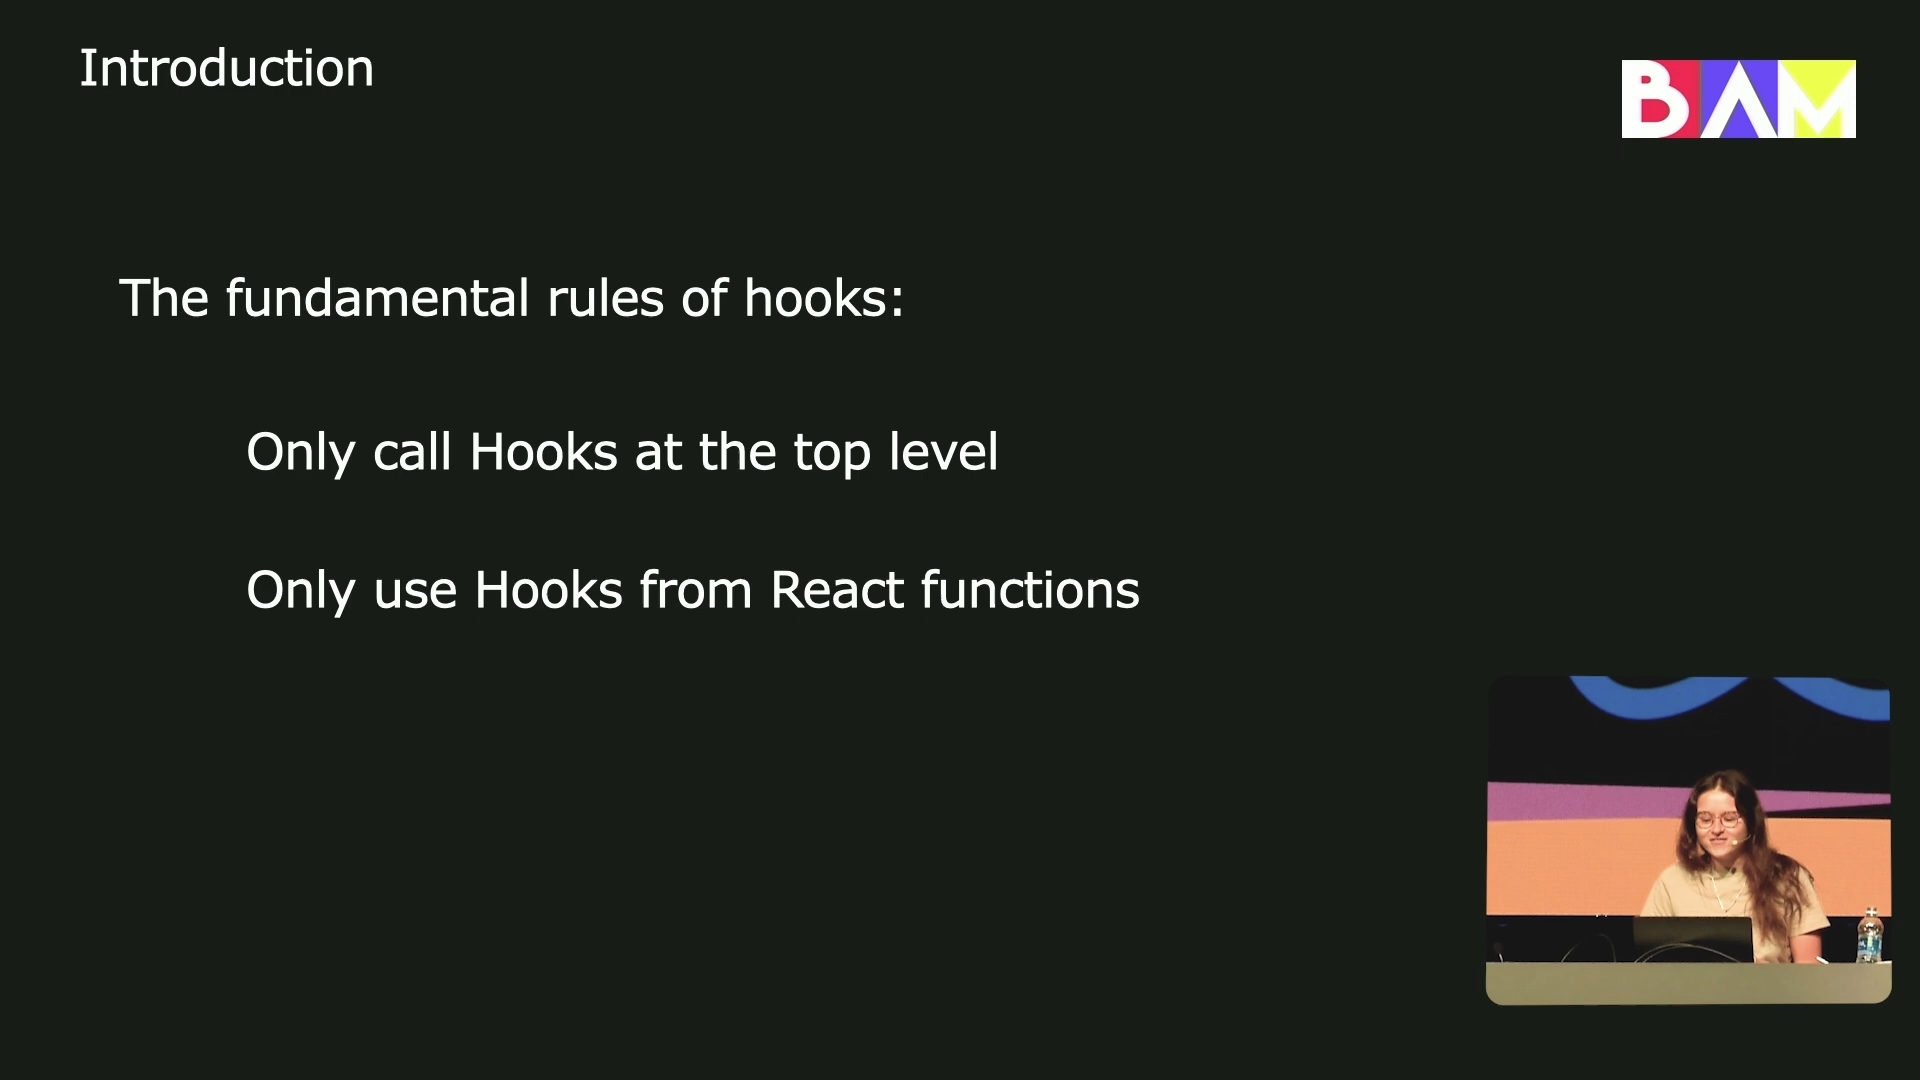 Introduction
BAM
The fundamental rules of hooks:
Only call Hooks at the top level
Only use Hooks from React functions